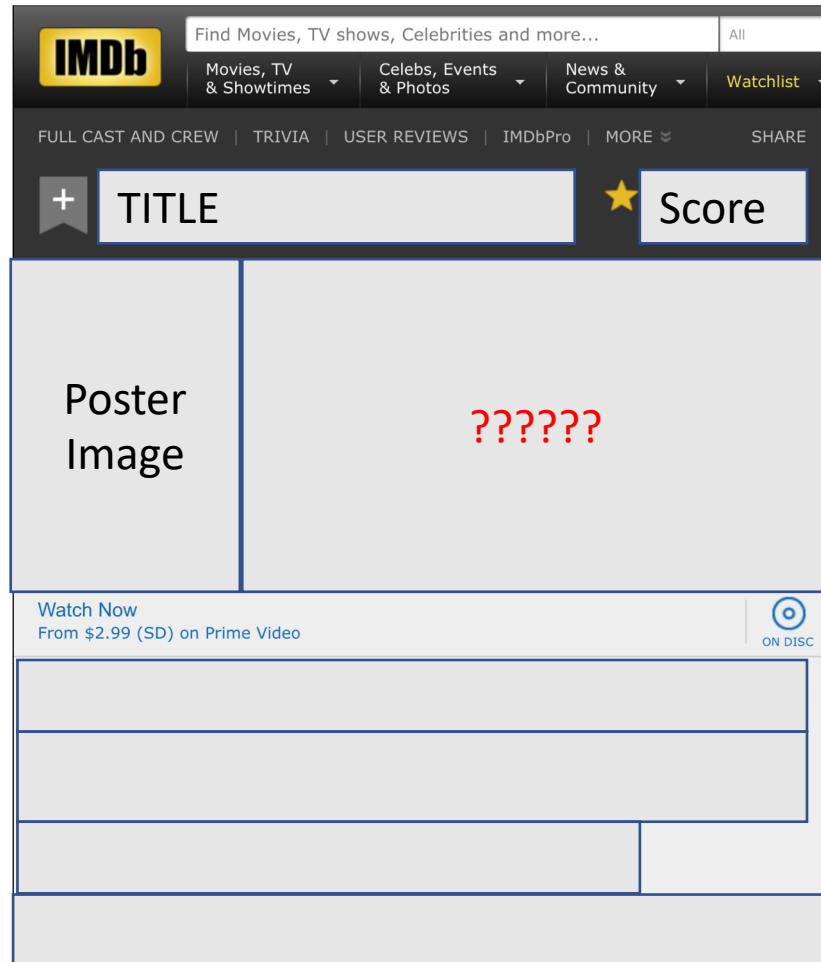 IMDb
Find Movies, TV shows, Celebrities and more...
All
Movies, TV
& Showtimes
Celebs, Events
& Photos
News &
Community
Watchlist
FULL CAST AND CREW | TRIVIA | USER REVIEWS | IMDbPro | MORE
SHARE
+
TITLE
Score
Poster
Image
??????
Watch Now
From $2.99 (SD) on Prime Video
ON DISC